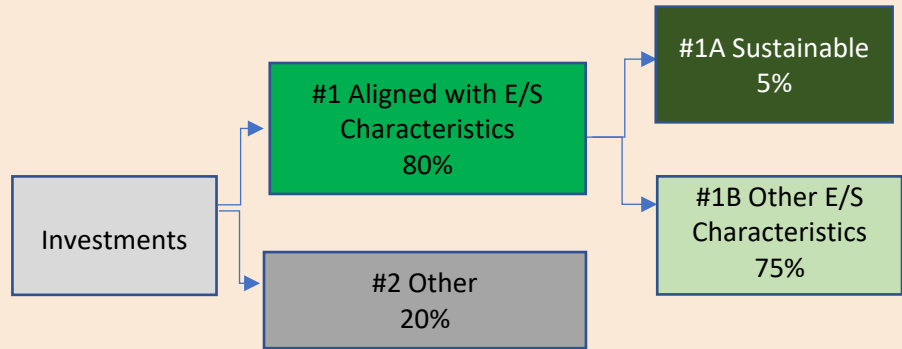 Investments
#1 Aligned with E/S
Characteristics
80%
#2 Other
20%
#1A Sustainable
5%
#1B Other E/S
Characteristics
75%